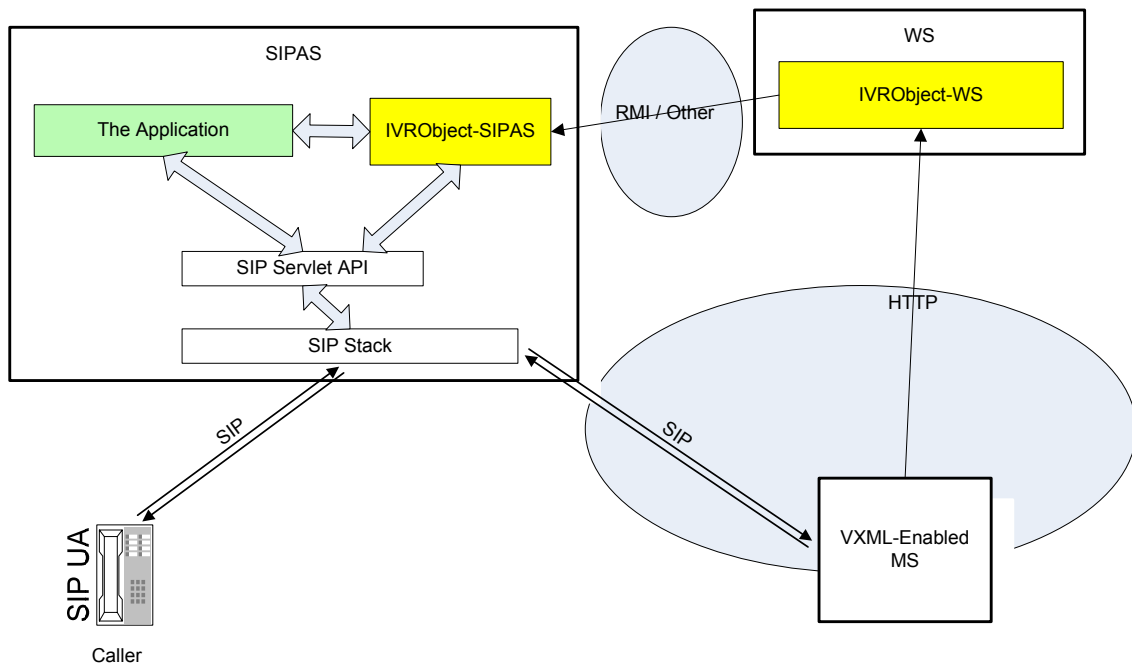 SIPAS
WS
The Application
IVRObject-SIPAS
RMI / Other
IVRObject-WS
SIP Servlet API
SIP Stack
HTTP
SIP
SIP
VXML-Enabled
MS
SIP UA
Caller